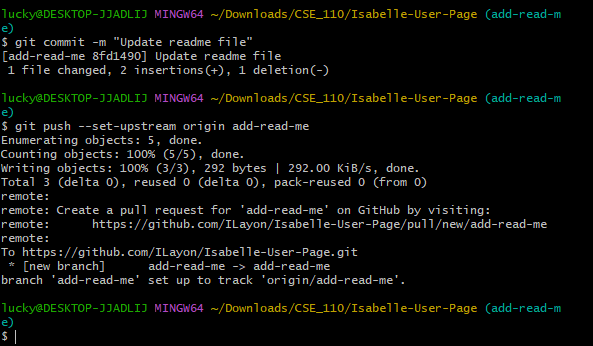 lucky@DESKTOP-JJADLIJ MINGW64 ~/Downloads/CSE_110/Isabelle-User-Page (add-read-m
e)
$ git commit -m "Update readme file"
[add-read-me 8fd1490] Update readme file
 1 file changed, 2 insertions(+), 1 deletion(-)

lucky@DESKTOP-JJADLIJ MINGW64 ~/Downloads/CSE_110/Isabelle-User-Page (add-read-m
e)
$ git push --set-upstream origin add-read-me
Enumerating objects: 5, done.
Counting objects: 100% (5/5), done.
Writing objects: 100% (3/3), 292 bytes | 292.00 KiB/s, done.
Total 3 (delta 0), reused 0 (delta 0), pack-reused 0 (from 0)
remote:
remote: Create a pull request for 'add-read-me' on GitHub by visiting:
remote:      https://github.com/ILayon/Isabelle-User-Page/pull/new/add-read-me
remote:
To https://github.com/ILayon/Isabelle-User-Page.git
 * [new branch]      add-read-me -> add-read-me
branch 'add-read-me' set up to track 'origin/add-read-me'.

lucky@DESKTOP-JJADLIJ MINGW64 ~/Downloads/CSE_110/Isabelle-User-Page (add-read-m
e)
$